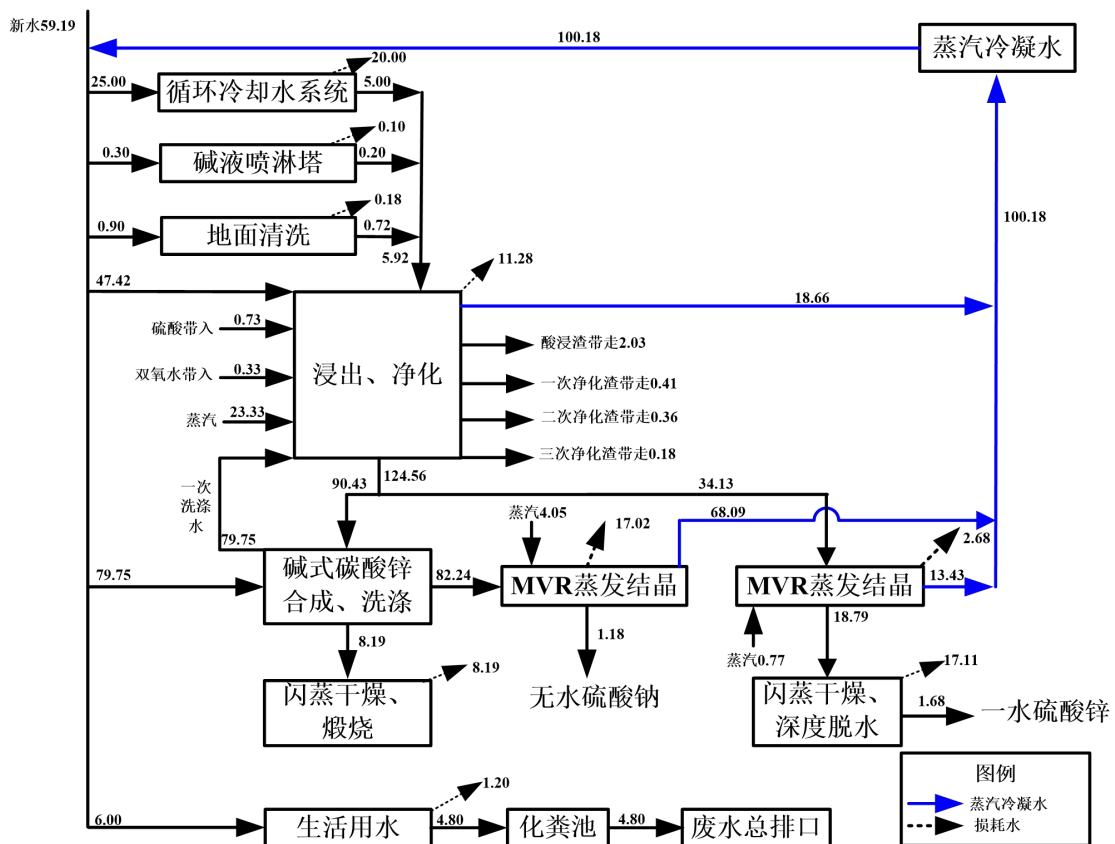 新水59.19
100.18
蒸汽冷凝水
25.00
循环冷却水系统
20.00
5.00
0.30
碱液喷淋塔
0.10
0.20
0.90
地面清洗
0.18
0.72
5.92
100.18
47.42
11.28
18.66
硫酸带入
0.73
双氧水带入
0.33
蒸汽
23.33
浸出、净化
酸浸渣带走2.03
一次净化渣带走0.41
二次净化渣带走0.36
三次净化渣带走0.18
124.56
90.43
34.13
一次
洗涤
水
79.75
蒸汽4.05
17.02
68.09
2.68
79.75
碱式碳酸锌
合成、洗涤
82.24
MVR蒸发结晶
MVR蒸发结晶
13.43
8.19
1.18
18.79
蒸汽0.77
闪蒸干燥、
煅烧
8.19
无水硫酸钠
闪蒸干燥、
深度脱水
17.11
1.68
一水硫酸锌
图例
蒸汽冷凝水
损耗水
6.00
生活用水
1.20
4.80
化粪池
4.80
废水总排口